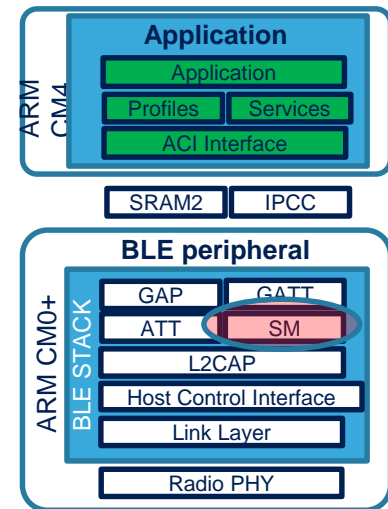 ARM CM4
Application
Application
Profiles Services
ACI Interface
SRAM2 IPCC
ARM CM0+
BLE peripheral
BLE STACK
GAP GATT
ATT SM
L2CAP
Host Control Interface
Link Layer
Radio PHY